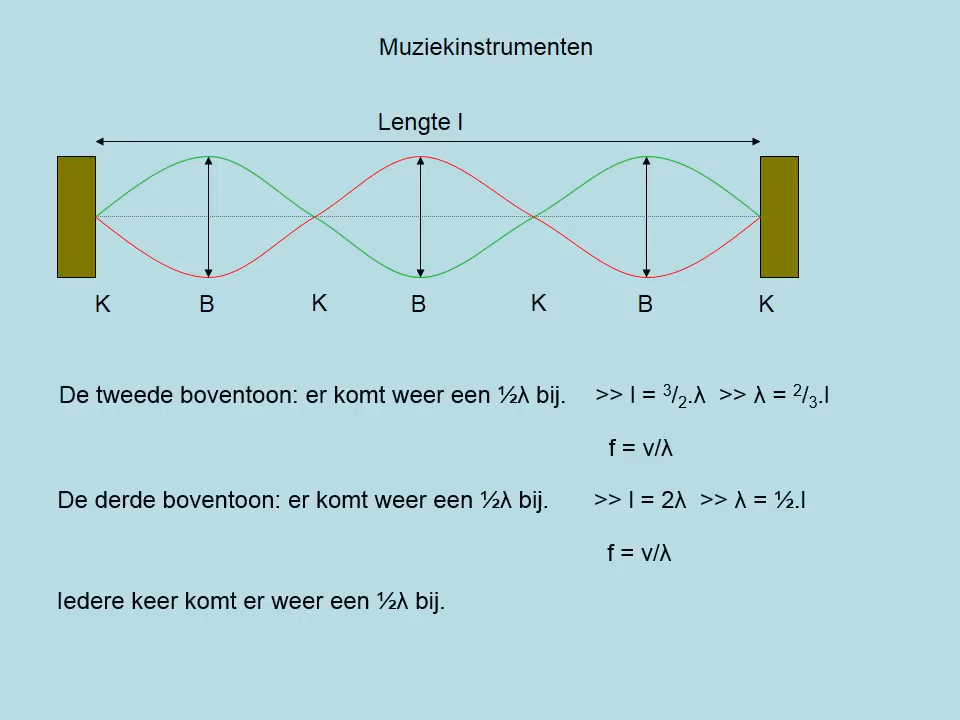 Muziekinstrumenten
Lengte l
K B K B K B K
De tweede boventoon: er komt weer een ½λ bij. >> l = 3/2.λ >> λ = 2/3.l
f = v/λ
De derde boventoon: er komt weer een ½λ bij. >> l = 2λ >> λ = ½.l
f = v/λ
Iedere keer komt er weer een ½λ bij.